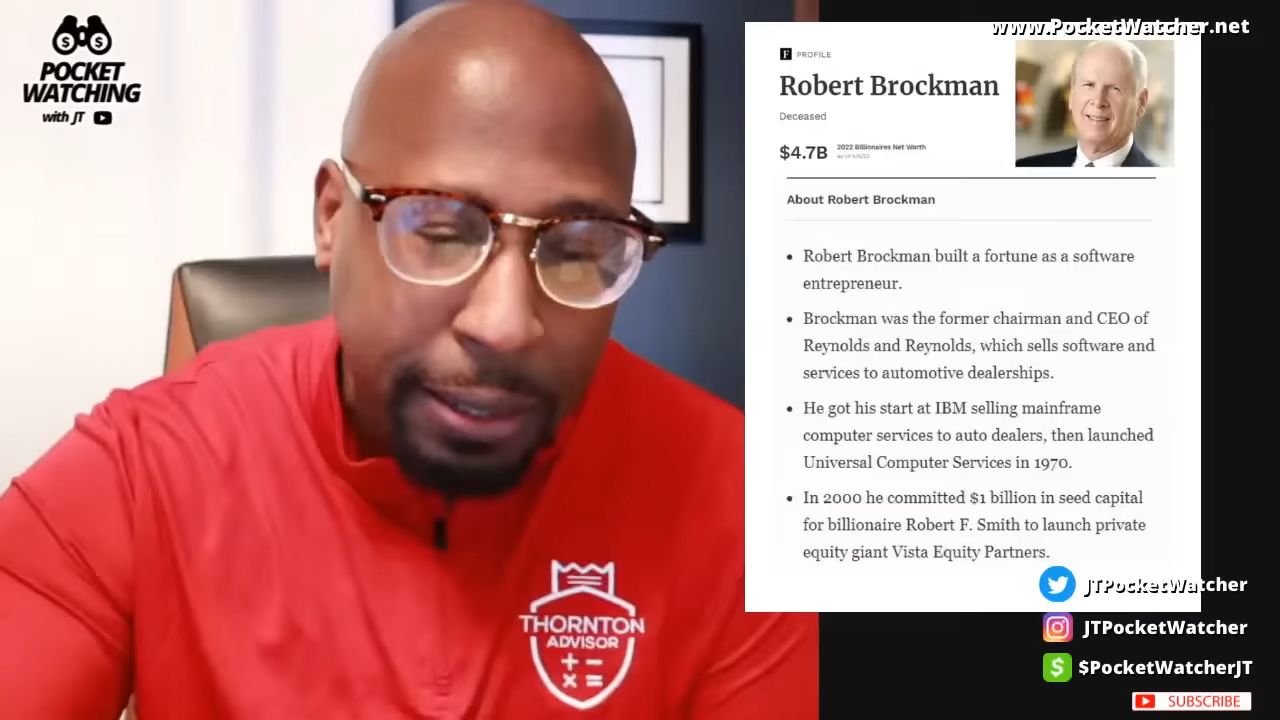 POCKET
WATCHING
with JT
www.PocketWatcher.net
F PROFILE
Robert Brockman
Deceased
$4.7B
2022 Billionaires Net Worth
About Robert Brockman
• Robert Brockman built a fortune as a software
entrepreneur.
• Brockman was the former chairman and CEO of
Reynolds and Reynolds, which sells software and
services to automotive dealerships.
• He got his start at IBM selling mainframe
computer services to auto dealers, then launched
Universal Computer Services in 1970.
• In 2000 he committed $1 billion in seed capital
for billionaire Robert F. Smith to launch private
equity giant Vista Equity Partners.
THORNTON
ADVISOR
+ −
× =
JTPocketWatcher
JTPocketWatcher
$PocketWatcherJT
SUBSCRIBE